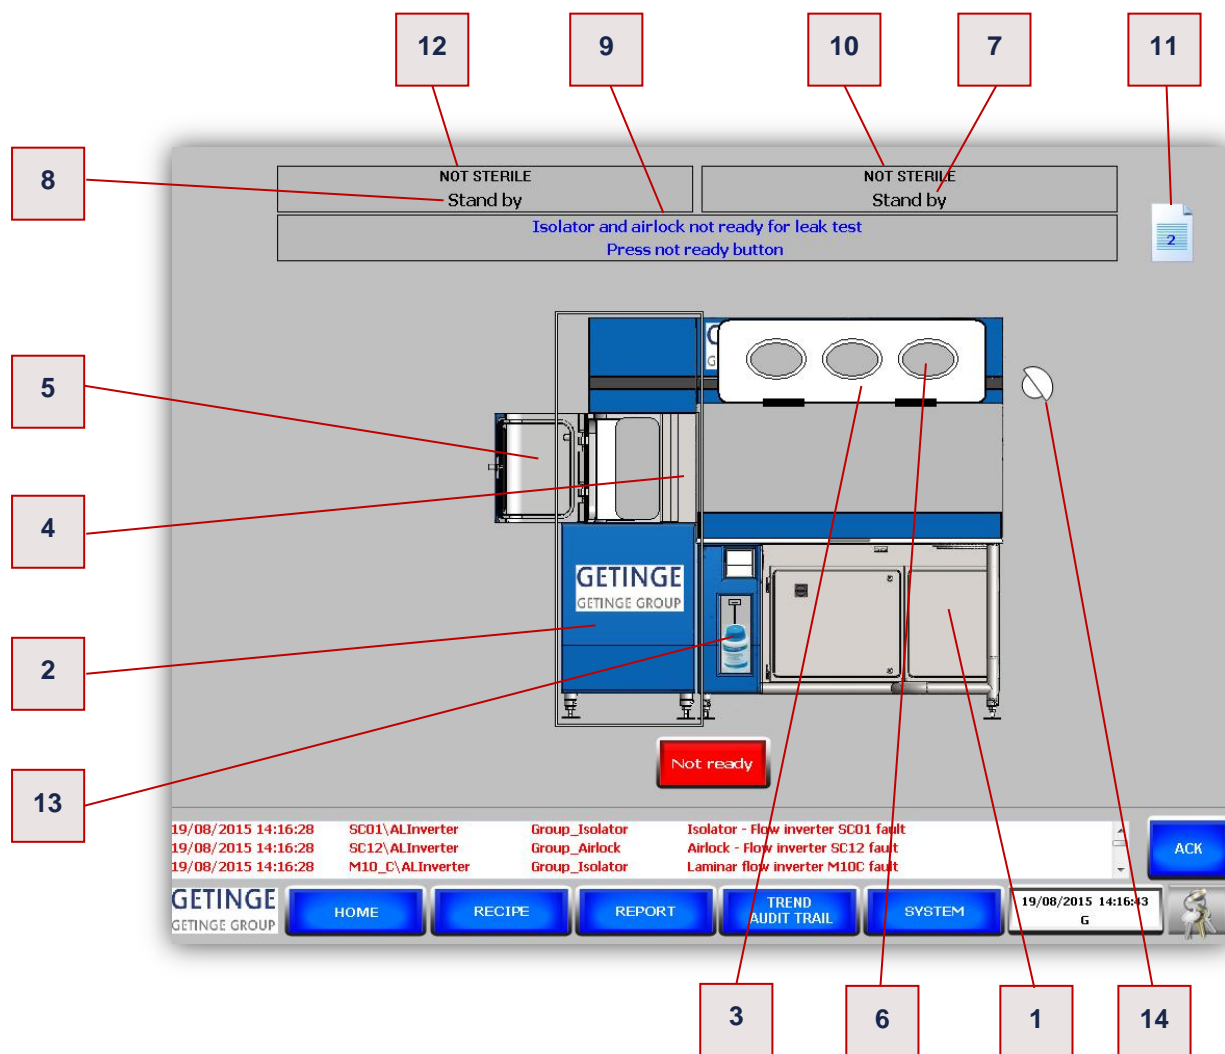 12
9
10
7
11
8
NOT STERILE
NOT STERILE
Stand by
Stand by
Isolator and airlock not ready for leak test
Press not ready button
2
5
4
GETINGE
GETINGE GROUP
2
13
Not ready
19/08/2015 14:16:28 SC01\ALInverter Group_Isolator Isolator - Flow inverter SC01 fault
19/08/2015 14:16:28 SC12\ALInverter Group_Airlock Airlock - Flow inverter SC12 fault
19/08/2015 14:16:28 M10_C\ALInverter Group_Isolator Laminar flow inverter M10C fault
ACK
GETINGE
GETINGE GROUP
HOME
RECIPE
REPORT
TREND
AUDIT TRAIL
SYSTEM
19/08/2015 14:16:43
G
3
6
1
14